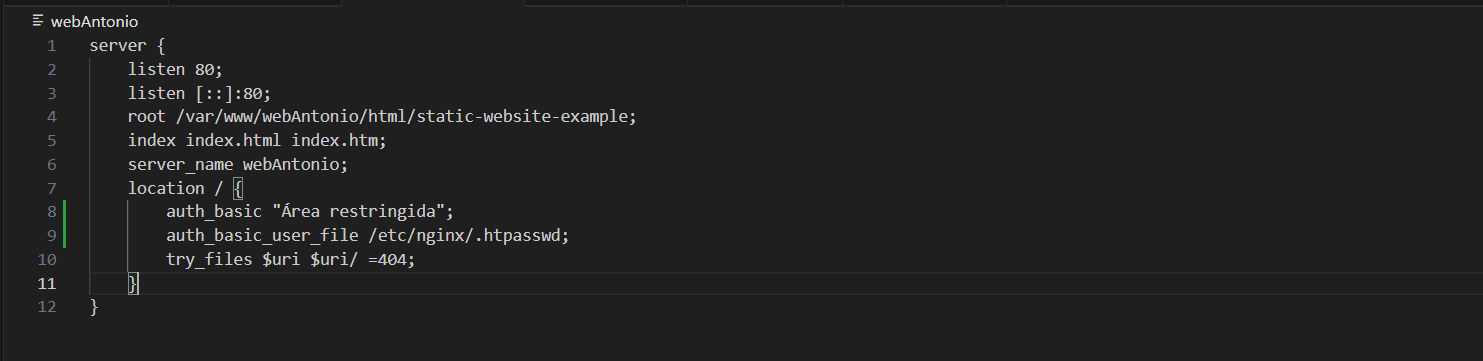 webAntonio
1 server {
2 listen 80;
3 listen [::]:80;
4 root /var/www/webAntonio/html/static-website-example;
5 index index.html index.htm;
6 server_name webAntonio;
7 location / {
8 auth_basic "Área restringida";
9 auth_basic_user_file /etc/nginx/.htpasswd;
10 try_files $uri $uri/ =404;
11 }
12 }